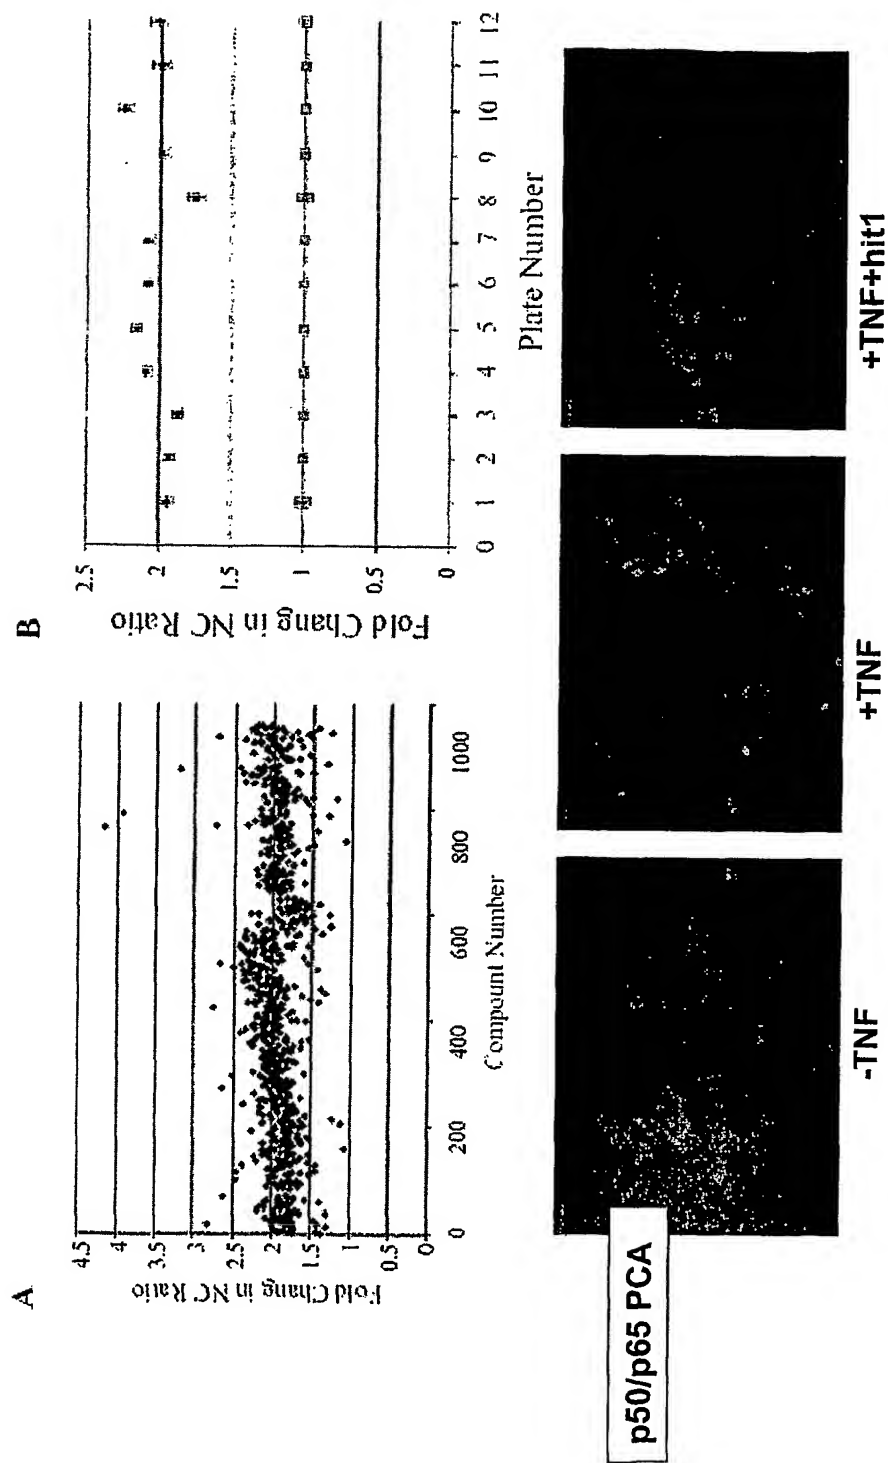 A
Fold Chang in NC Ratio
4.5
4
3.5
3
2.5
2
1.5
1
0.5
0
0
200
400
600
800
1000
Compount Number
B
Fold Chang in NC Ratio
2.5
2
1.5
1
0.5
0
0 1 2 3 4 5 6 7 8 9 10 11 12
Plate Number
p50/p65 PCA
-TNF
+TNF
+TNF+hit1